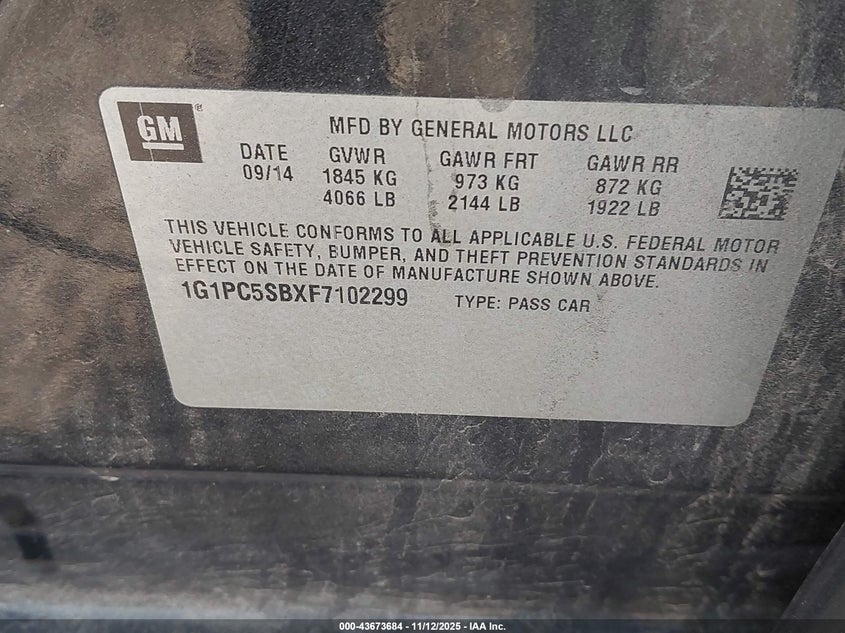 GM ®
MFD BY GENERAL MOTORS LLC
DATE GVWR GAWR FRT GAWR RR
09/14 1845 KG 973 KG 872 KG
4066 LB 2144 LB 1922 LB
THIS VEHICLE CONFORMS TO ALL APPLICABLE U.S. FEDERAL MOTOR
VEHICLE SAFETY, BUMPER, AND THEFT PREVENTION STANDARDS IN
EFFECT ON THE DATE OF MANUFACTURE SHOWN ABOVE.
1G1PC5SBXF7102299 TYPE: PASS CAR
000-43673684 - 11/12/2025 - IAA Inc.